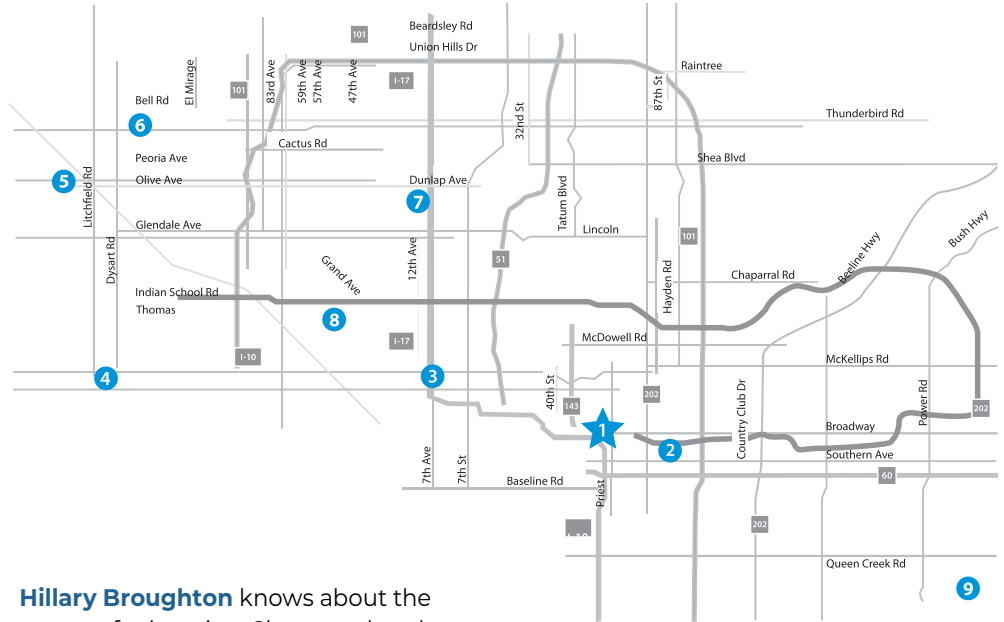 Beardsley Rd
101
Union Hills Dr
Raintree
I-17
101
El Mirage
83rd Ave
59th Ave
57th Ave
47th Ave
32nd St
87th St
Bell Rd
6
Thunderbird Rd
Cactus Rd
Peoria Ave
Shea Blvd
5
Olive Ave
Dunlap Ave
7
Litchfield Rd
Tatum Blvd
Glendale Ave
Lincoln
101
Dysart Rd
12th Ave
51
Grand Ave
Hayden Rd
Chaparral Rd
Beeline Hwy
Bush Hwy
Indian School Rd
Thomas
8
I-17
McDowell Rd
I-10
McKellips Rd
4
3
40th St
143
202
Country Club Dr
Power Rd
202
1
2
Broadway
Southern Ave
7th Ave
7th St
60
Baseline Rd
Priest
202
I-10
Queen Creek Rd
9
Hillary Broughton knows about the